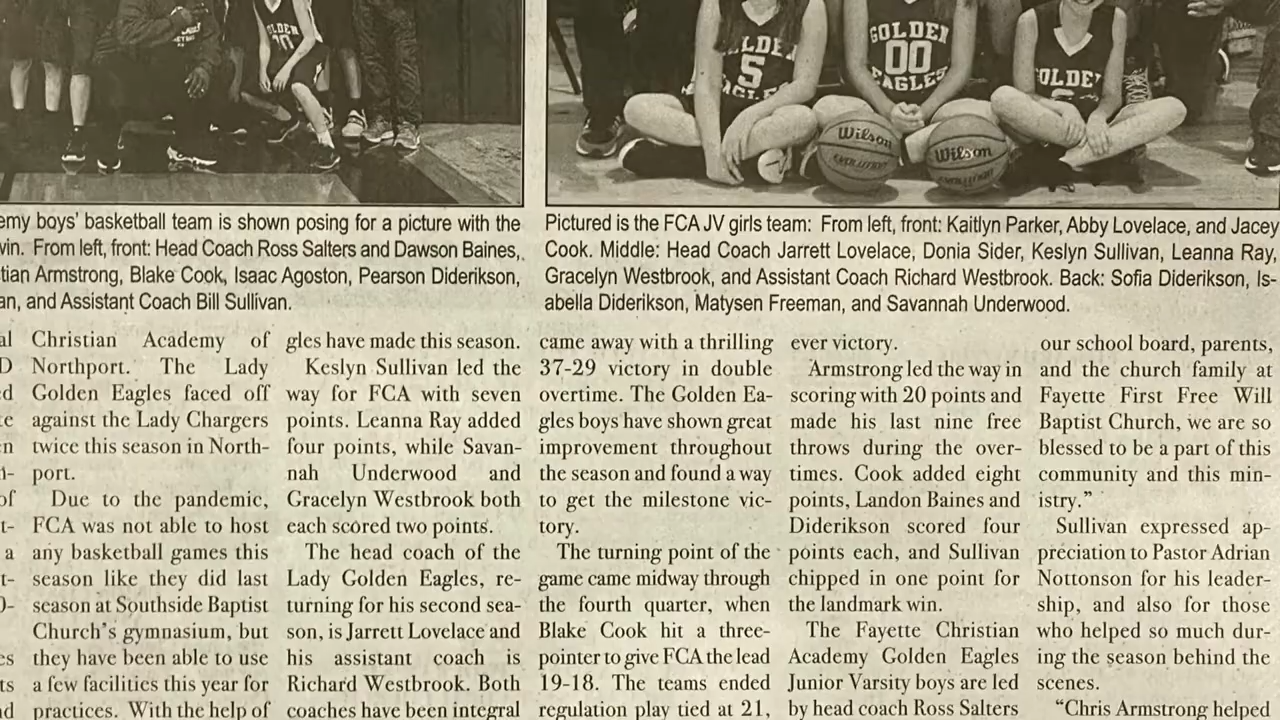 GOLDEN
00
EAGLES
Wilson
EVOLUTION
Wilson
EVOLUTION
emy boys' basketball team is shown posing for a picture with the
win. From left, front: Head Coach Ross Salters and Dawson Baines,
tian Armstrong, Blake Cook, Isaac Agoston, Pearson Diderikson,
an, and Assistant Coach Bill Sullivan.
Pictured is the FCA JV girls team: From left, front: Kaitlyn Parker, Abby Lovelace, and Jacey
Cook. Middle: Head Coach Jarrett Lovelace, Donia Sider, Keslyn Sullivan, Leanna Ray,
Gracelyn Westbrook, and Assistant Coach Richard Westbrook. Back: Sofia Diderikson, Is-
abella Diderikson, Matysen Freeman, and Savannah Underwood.
Christian Academy of
Northport. The Lady
Golden Eagles faced off
against the Lady Chargers
twice this season in North-
port.
Due to the pandemic,
FCA was not able to host
any basketball games this
season like they did last
season at Southside Baptist
Church's gymnasium, but
they have been able to use
a few facilities this year for
practices. With the help of
gles have made this season.
Keslyn Sullivan led the
way for FCA with seven
points. Leanna Ray added
four points, while Savan-
nah Underwood and
Gracelyn Westbrook both
each scored two points.
The head coach of the
Lady Golden Eagles, re-
turning for his second sea-
son, is Jarrett Lovelace and
his assistant coach is
Richard Westbrook. Both
coaches have been integral
came away with a thrilling
37-29 victory in double
overtime. The Golden Ea-
gles boys have shown great
improvement throughout
the season and found a way
to get the milestone vic-
tory.
The turning point of the
game came midway through
the fourth quarter, when
Blake Cook hit a three-
pointer to give FCA the lead
19-18. The teams ended
regulation play tied at 21,
ever victory.
Armstrong led the way in
scoring with 20 points and
made his last nine free
throws during the over-
times. Cook added eight
points, Landon Baines and
Diderikson scored four
points each, and Sullivan
chipped in one point for
the landmark win.
The Fayette Christian
Academy Golden Eagles
Junior Varsity boys are led
by head coach Ross Salters
our school board, parents,
and the church family at
Fayette First Free Will
Baptist Church, we are so
blessed to be a part of this
community and this min-
istry.”
Sullivan expressed ap-
preciation to Pastor Adrian
Nottonson for his leader-
ship, and also for those
who helped so much dur-
ing the season behind the
scenes.
“Chris Armstrong helped